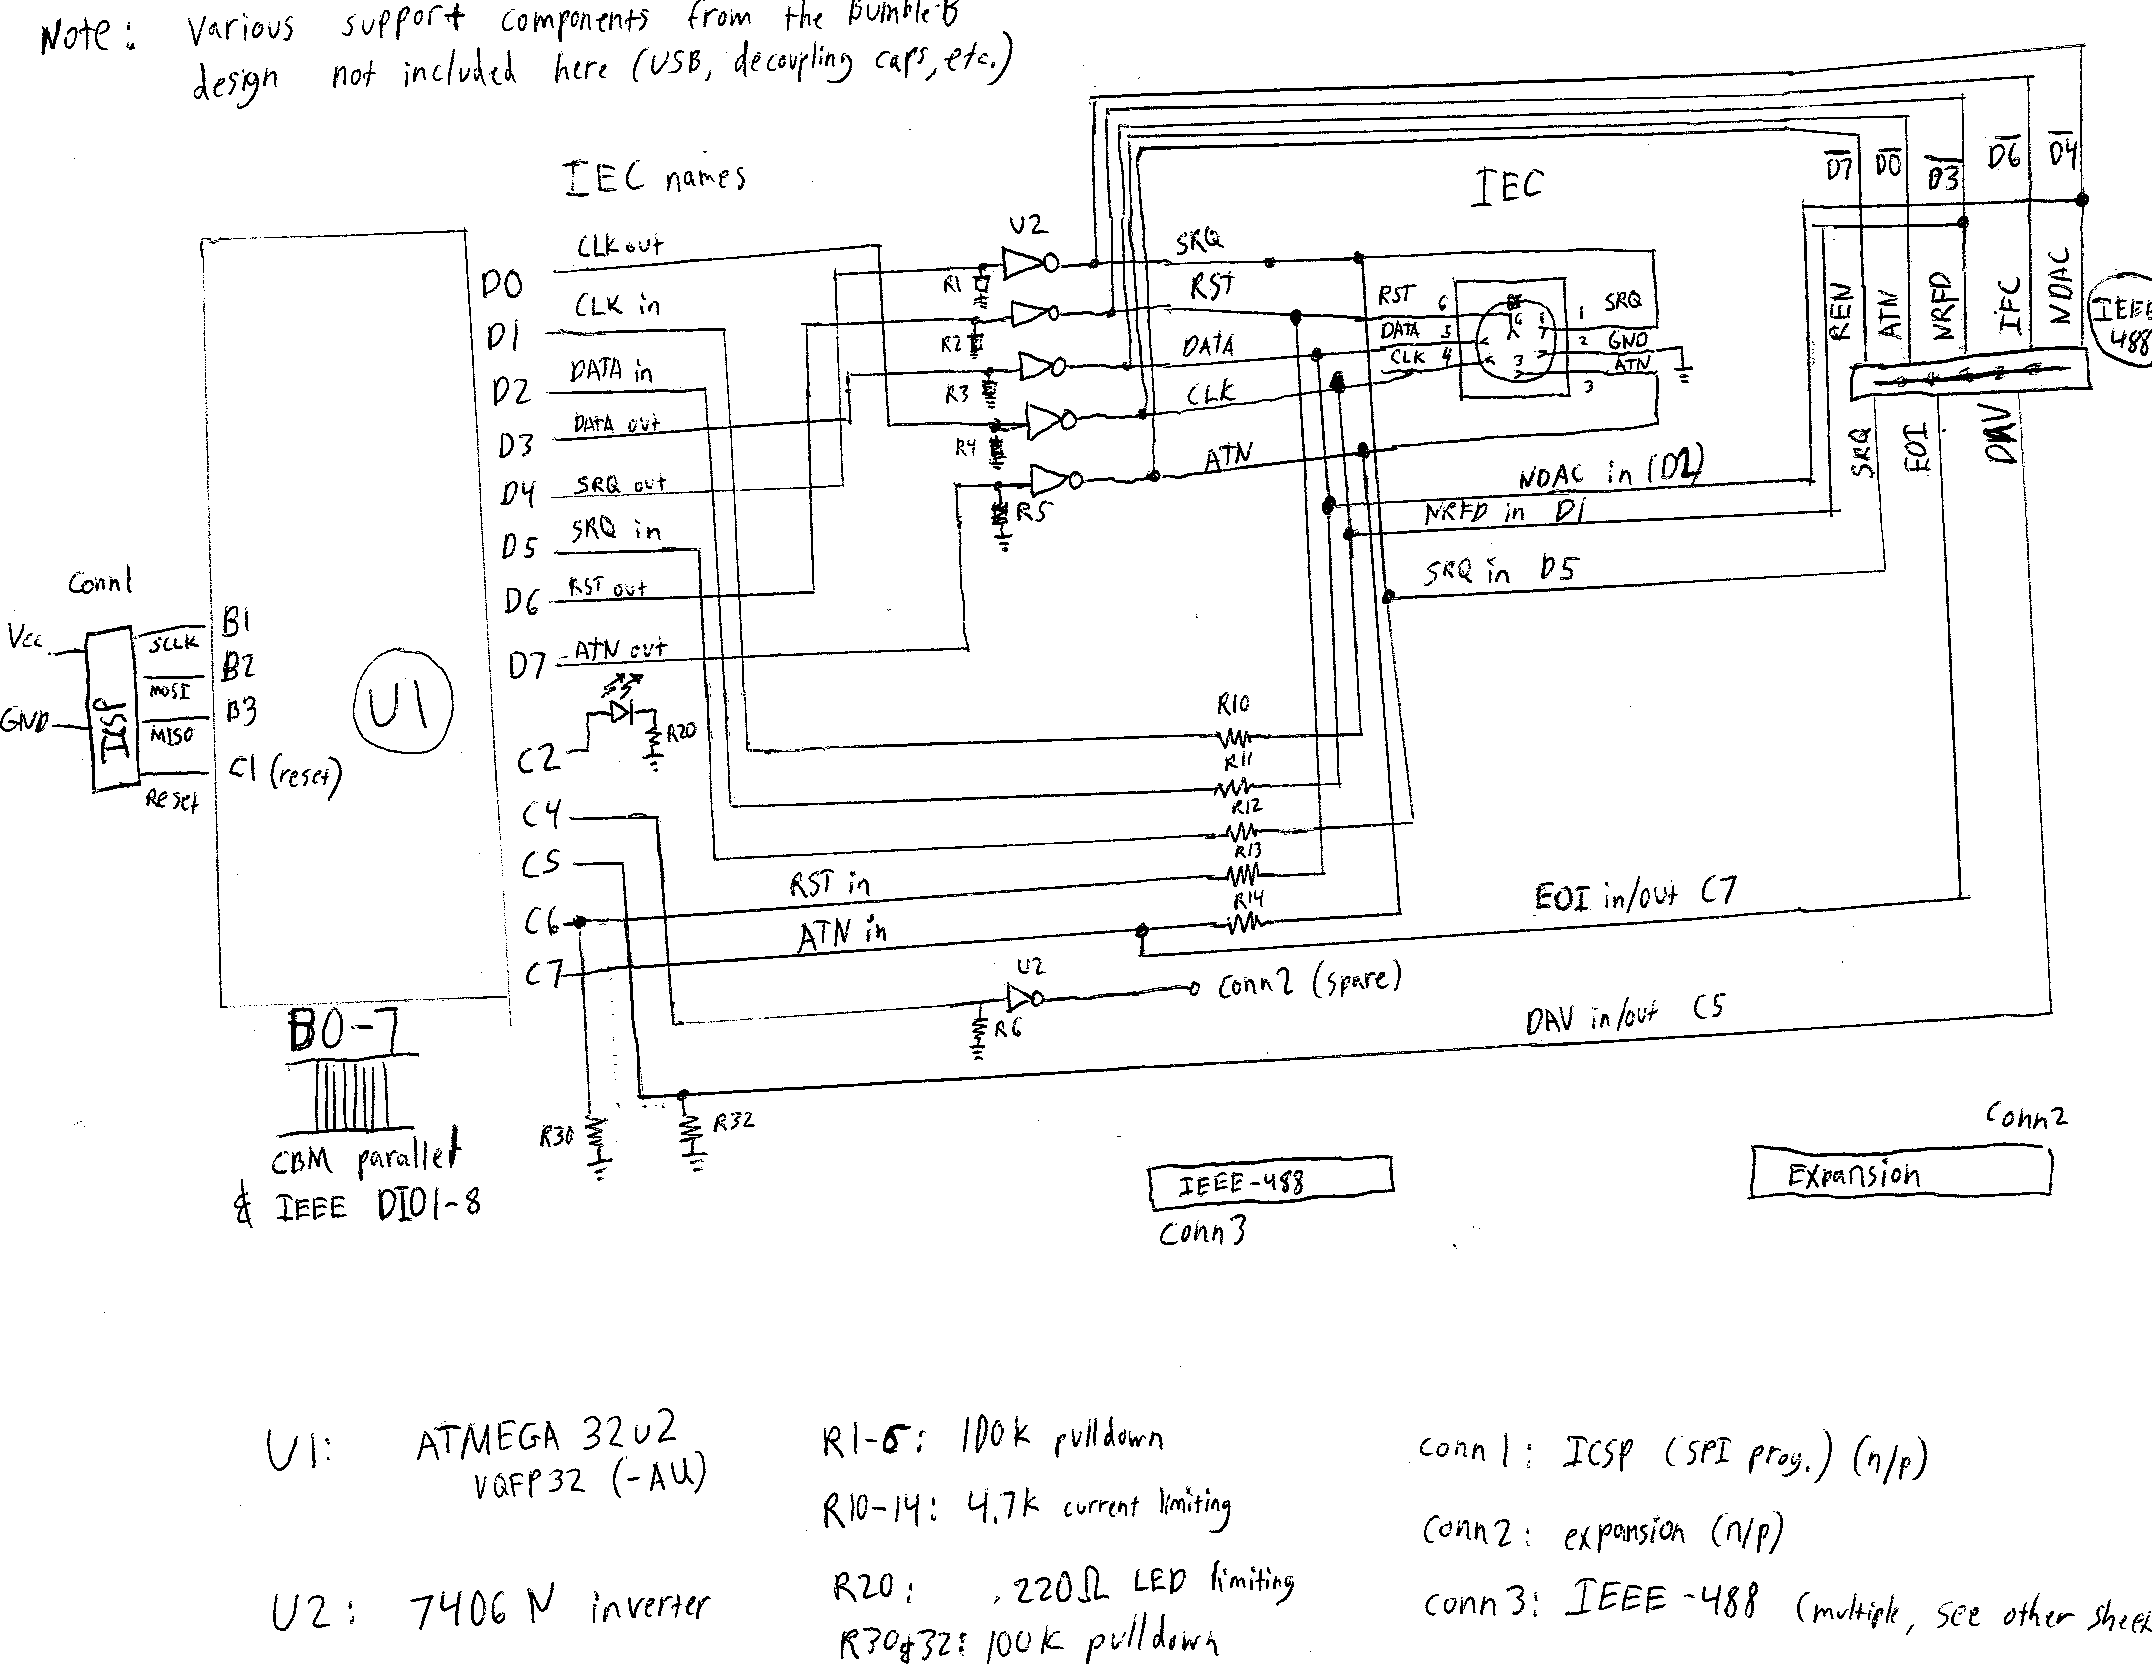 Note: Various support components from the Bumble-B
design not included here (USB, decoupling caps, etc.)
IEC names
IEC
D7 D0 D3 D6 D4
REN ATN NRFD IFC NDAC
IEEE
488
SRQ EOI DAV
D0 CLK out
D1 CLK in
D2 DATA in
D3 DATA out
D4 SRQ out
D5 SRQ in
D6 RST out
D7 ATN out
C2
R20
C4
C5
C6 RST in
C7 ATN in
U2
R1
R2
R3
R4
R5
SRQ
RST
DATA
CLK
ATN
RST 6
DATA 5
CLK 4
1 SRQ
2 GND
ATN
3
NDAC in (D2)
NRFD in D1
SRQ in D5
Conn1
Vcc
GND
ICSP
SCLK B1
MOSI B2
MISO B3
Reset C1 (reset)
U1
R10
R11
R12
R13
R14
EOI in/out C7
U2
R6
Conn2 (spare)
DAV in/out C5
R30
R32
B0-7
CBM parallel
& IEEE DIO1-8
IEEE-488
Conn3
Conn2
Expansion
U1: ATMEGA 32u2
VQFP32 (-AU)
U2: 7406N inverter
R1-6: 100k pulldown
R10-14: 4.7k current limiting
R20: 220Ω LED limiting
R30&32: 100k pulldown
Conn1: ICSP (SPI prog.) (n/p)
Conn2: expansion (n/p)
Conn3: IEEE-488 (multiple, see other sheet